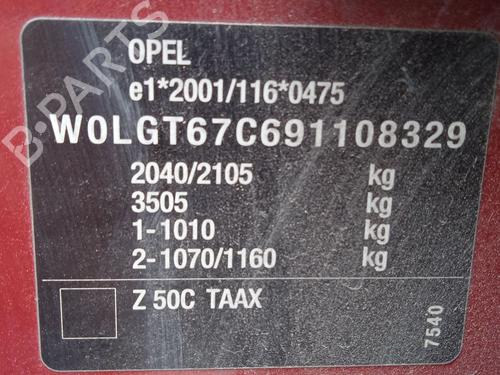 OPEL
e1*2001/116*0475
W0LGT67C691108329
2040/2105 kg
3505 kg
1-1010 kg
2-1070/1160 kg
Z 50C TAAX
7540
B-PARTS